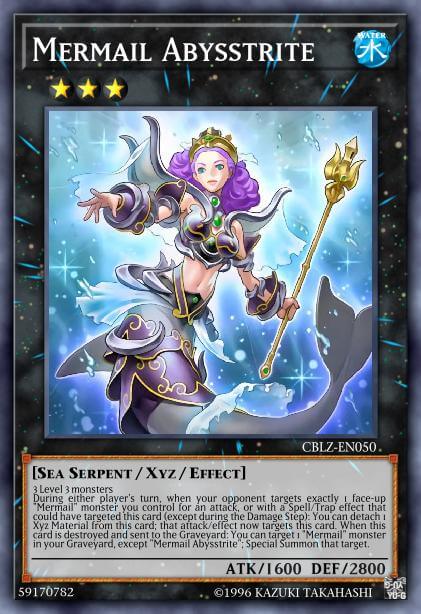 Mermail Abysstrite
WATER
水
CBLZ-EN050
[Sea Serpent / Xyz / Effect]
3 Level 3 monsters
During either player's turn, when your opponent targets exactly 1 face-up
"Mermail" monster you control for an attack, or with a Spell/Trap effect that
could have targeted this card (except during the Damage Step): You can detach 1
Xyz Material from this card; that attack/effect now targets this card. When this
card is destroyed and sent to the Graveyard: You can target 1 "Mermail" monster
in your Graveyard, except "Mermail Abysstrite"; Special Summon that target.
ATK/1600 DEF/2800
59170782
©1996 KAZUKI TAKAHASHI